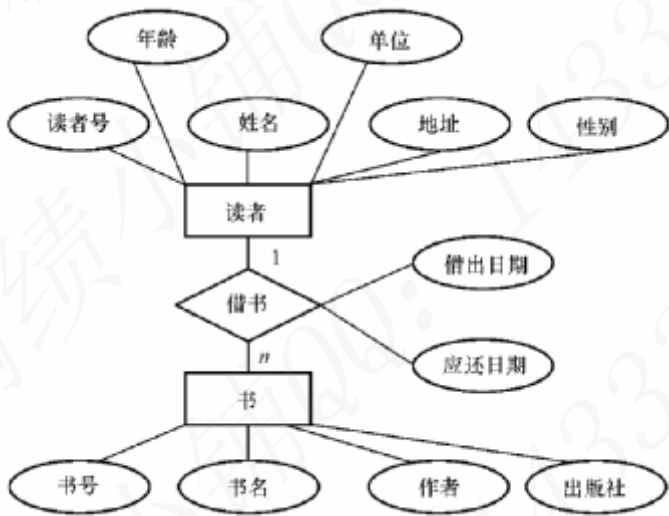 年龄 单位
读者号 姓名 地址 性别
读者
1
借出日期
借书
应还日期
n
书
书号 书名 作者 出版社